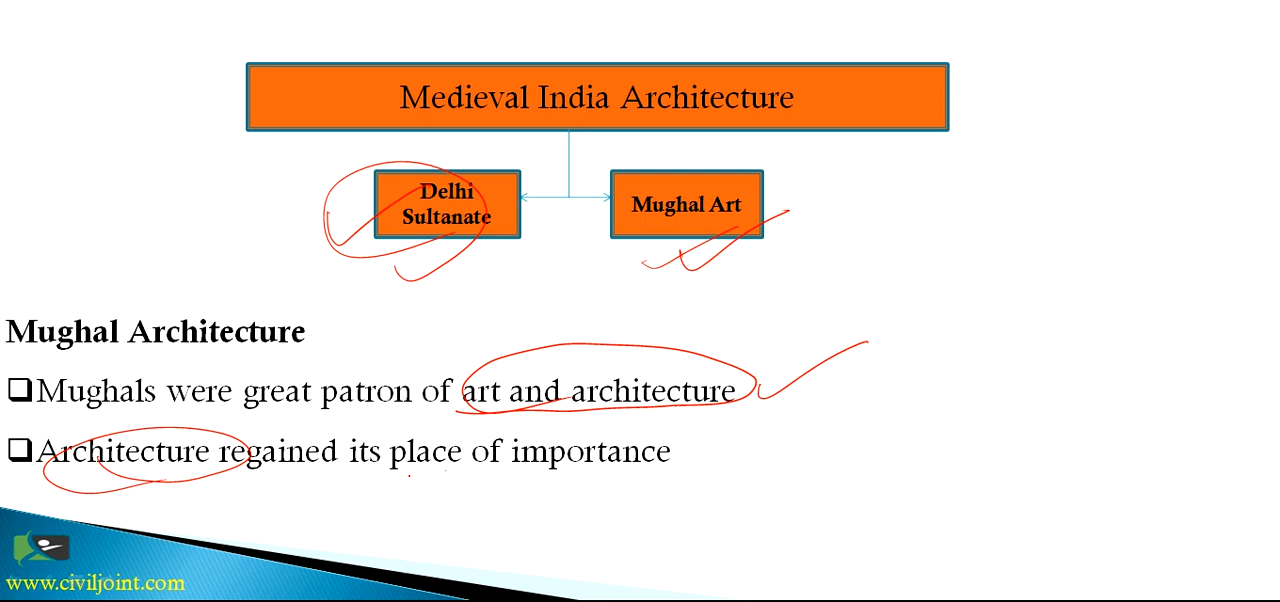 Medieval India Architecture
Delhi
Sultanate
Mughal Art
Mughal Architecture
❑Mughals were great patron of art and architecture
❑Architecture regained its place of importance
www.civiljoint.com